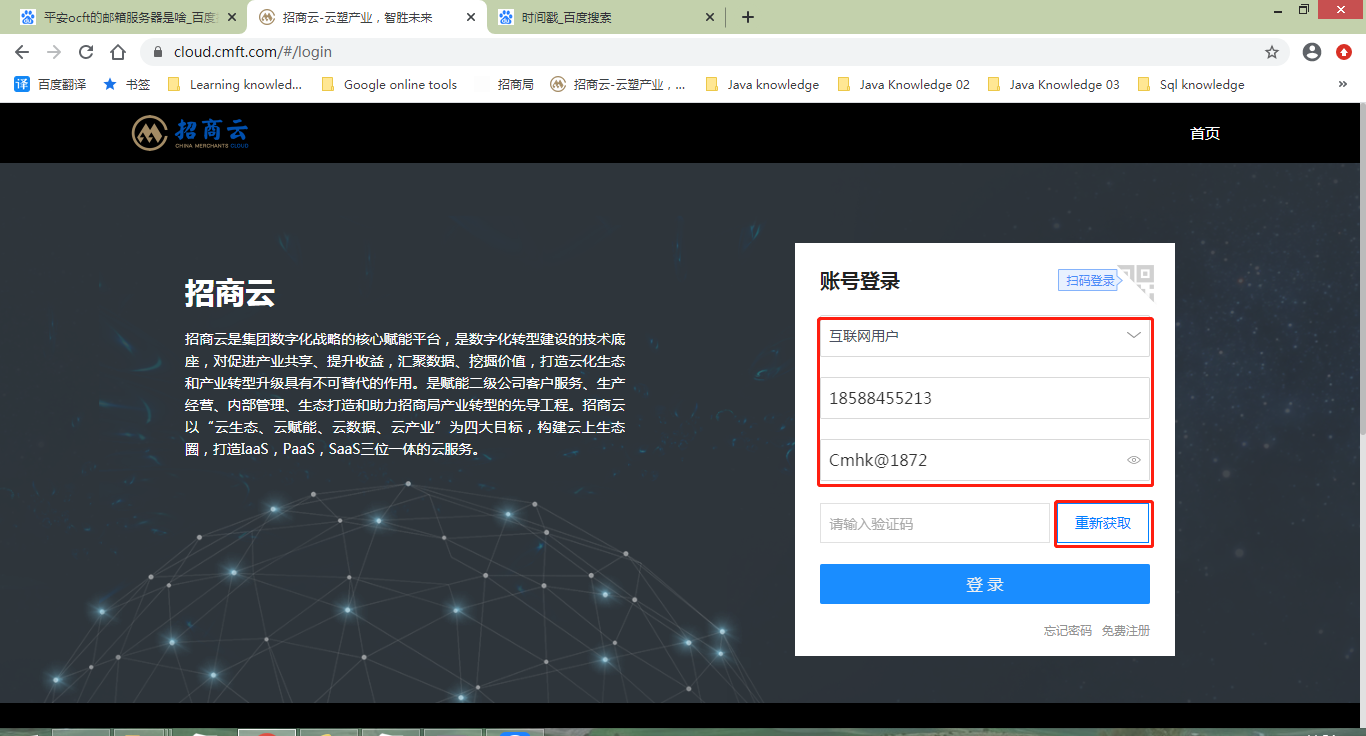 平安ocft的邮箱服务器是啥_百度
招商云-云塑产业，智胜未来
时间戳_百度搜索
cloud.cmft.com/#/login
译 百度翻译 书签 Learning knowled... Google online tools 招商局 招商云-云塑产业，... Java knowledge Java Knowledge 02 Java Knowledge 03 Sql knowledge »
招商云
CHINA MERCHANTS CLOUD
首页
招商云
招商云是集团数字化战略的核心赋能平台，是数字化转型建设的技术底
座，对促进产业共享、提升收益，汇聚数据、挖掘价值，打造云化生态
和产业转型升级具有不可替代的作用。是赋能二级公司客户服务、生产
经营、内部管理、生态打造和助力招商局产业转型的先导工程。招商云
以“云生态、云赋能、云数据、云产业”为四大目标，构建云上生态
圈，打造IaaS，PaaS，SaaS三位一体的云服务。
账号登录
扫码登录
互联网用户
18588455213
Cmhk@1872
请输入验证码
重新获取
登 录
忘记密码 免费注册